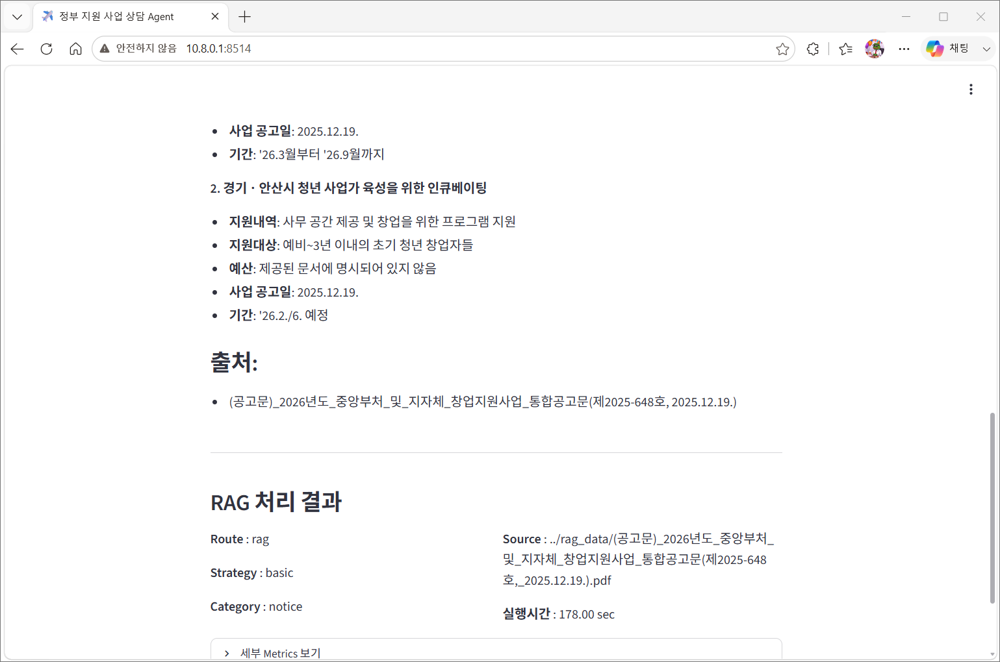 정부 지원 사업 상담 Agent
안전하지 않음 10.8.0.1:8514
채팅
사업 공고일: 2025.12.19.
기간: '26.3월부터 '26.9월까지
2. 경기 · 안산시 청년 사업가 육성을 위한 인큐베이팅
지원내역: 사무 공간 제공 및 창업을 위한 프로그램 지원
지원대상: 예비~3년 이내의 초기 청년 창업자들
예산: 제공된 문서에 명시되어 있지 않음
사업 공고일: 2025.12.19.
기간: '26.2./6. 예정
출처:
(공고문)_2026년도_중앙부처_및_지자체_창업지원사업_통합공고문(제2025-648호, 2025.12.19.)
RAG 처리 결과
Route : rag
Strategy : basic
Category : notice
Source : ../rag_data/(공고문)_2026년도_중앙부처_
및_지자체_창업지원사업_통합공고문(제2025-648
호,_2025.12.19.).pdf
실행시간 : 178.00 sec
세부 Metrics 보기